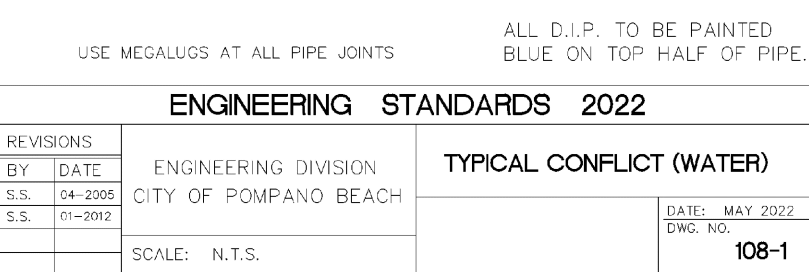 ALL D.I.P. TO BE PAINTED
BLUE ON TOP HALF OF PIPE.
USE MEGALUGS AT ALL PIPE JOINTS
ENGINEERING STANDARDS 2022
REVISIONS
BY DATE
S.S. 04-2005
S.S. 01-2012
ENGINEERING DIVISION
CITY OF POMPANO BEACH
SCALE: N.T.S.
TYPICAL CONFLICT (WATER)
DATE: MAY 2022
DWG. NO.
108-1